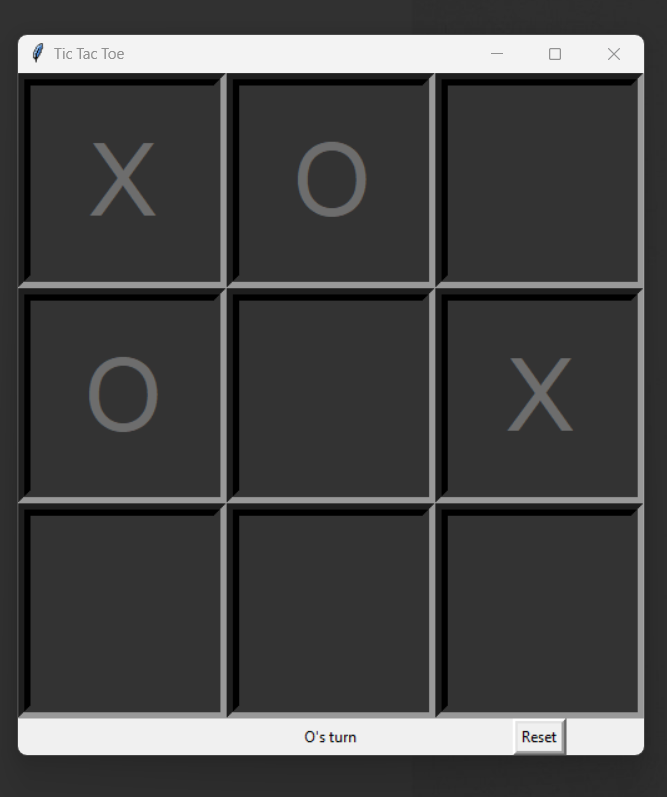 Tic Tac Toe
X O
O X
O's turn Reset